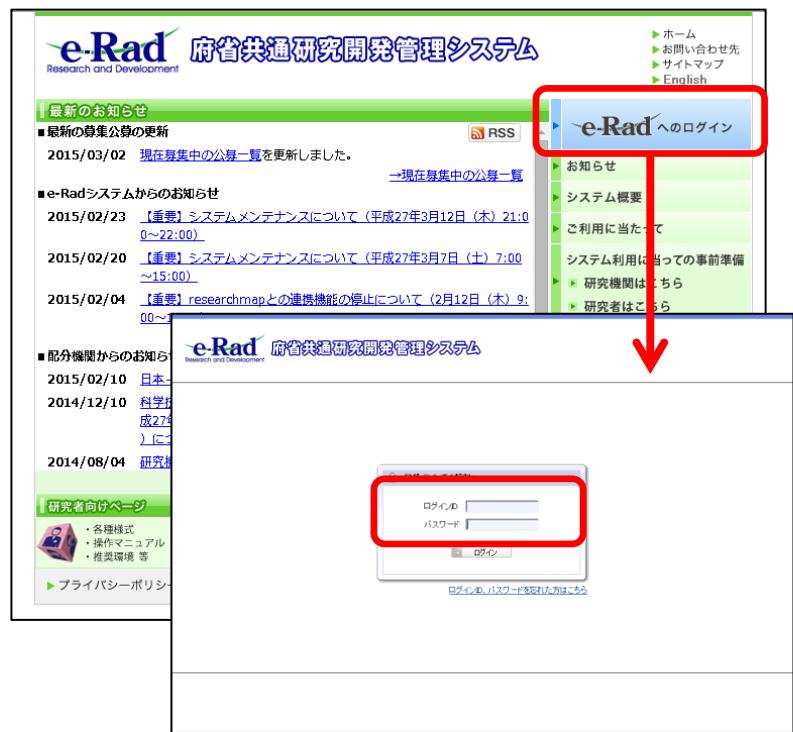 e-Rad 府省共通研究開発管理システム
Research and Development
ホーム
お問い合わせ先
サイトマップ
English
最新のお知らせ
■最新の募集公募の更新
RSS
2015/03/02 現在募集中の公募一覧を更新しました。
→現在募集中の公募一覧
■e-Radシステムからのお知らせ
2015/02/23 【重要】システムメンテナンスについて（平成27年3月12日（木）21:0
0～22:00）
2015/02/20 【重要】システムメンテナンスについて（平成27年3月7日（土）7:00
～15:00）
2015/02/04 【重要】researchmapとの連携機能の停止について（2月12日（木）9:
00～
■配分機関からのお知ら
2015/02/10 日本
2014/12/10 科学技
成27年
）につ
2014/08/04 研究機
研究者向けページ
・各種様式
・操作マニュアル
・推奨環境 等
プライバシーポリシー
e-Radへのログイン
お知らせ
システム概要
ご利用に当たって
システム利用に当っての事前準備
研究機関はこちら
研究者はこちら
e-Rad 府省共通研究開発管理システム
Research and Development
ログインID
パスワード
ログイン
ログインID、パスワードを忘れた方はこちら